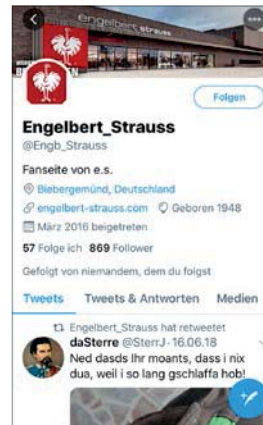 engelbert strauss
Folgen
Engelbert_Strauss
@Engb_Strauss
Fanseite von e.s.
Biebergemünd, Deutschland
engelbert-strauss.com Geboren 1948
März 2016 beigetreten
57 Folge ich 869 Follower
Gefolgt von niemandem, dem du folgst
Tweets Tweets & Antworten Medien
Engelbert_Strauss hat retweetet
daSterre @SterrJ · 16.06.18
Ned dasds Ihr moants, dass i nix
dua, weil i so lang gschlaffa hob!